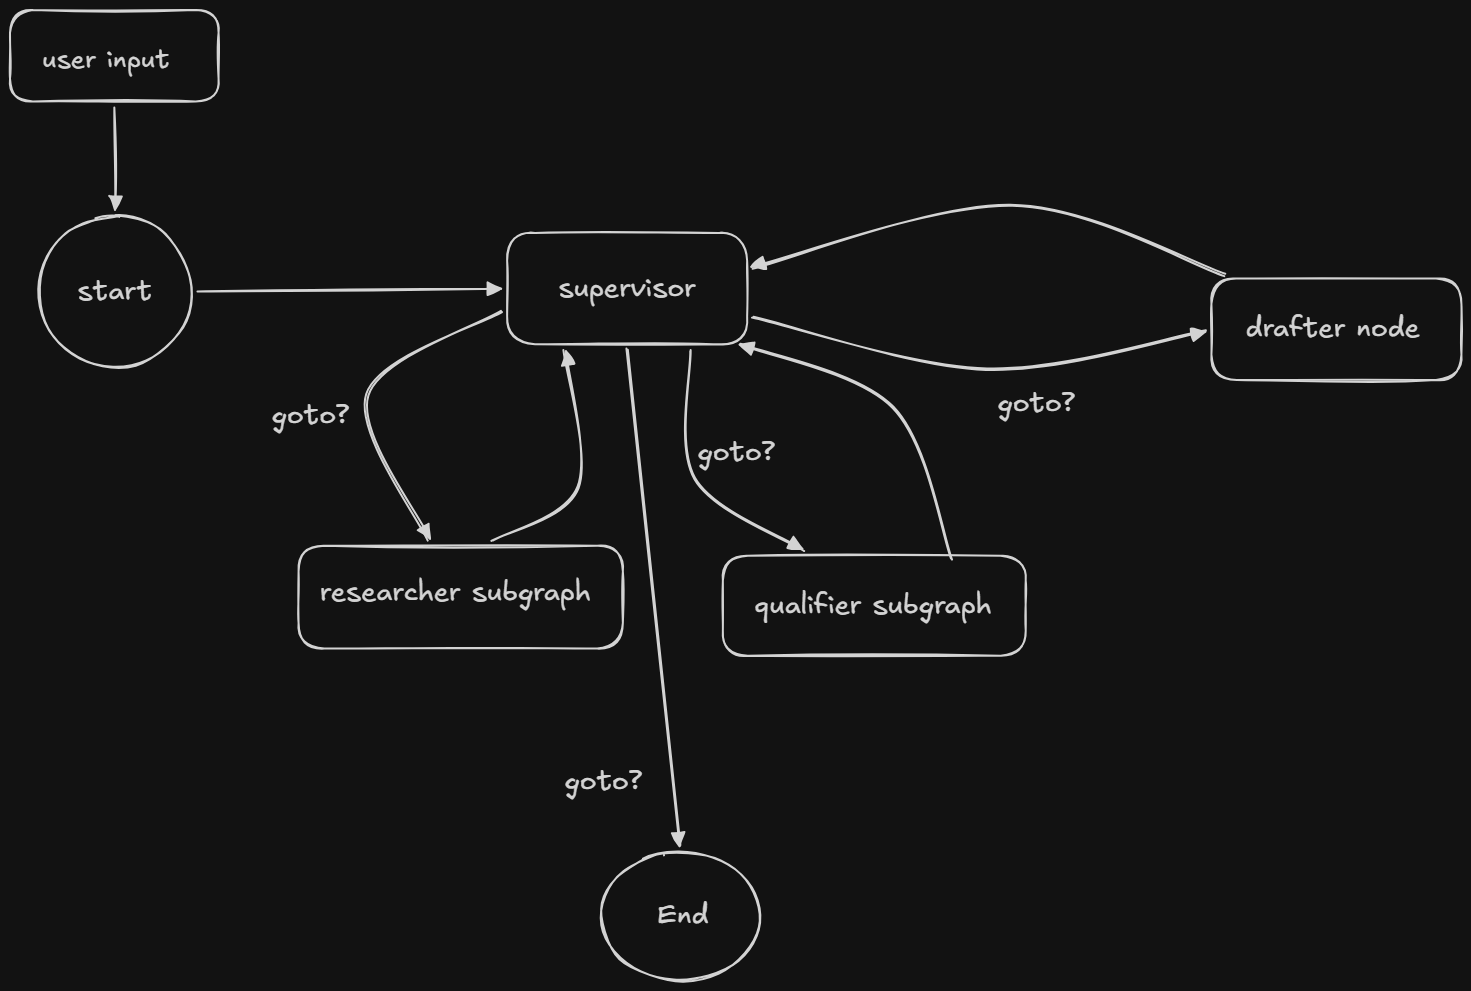 user input
start
supervisor
drafter node
goto?
goto?
goto?
researcher subgraph
qualifier subgraph
goto?
End